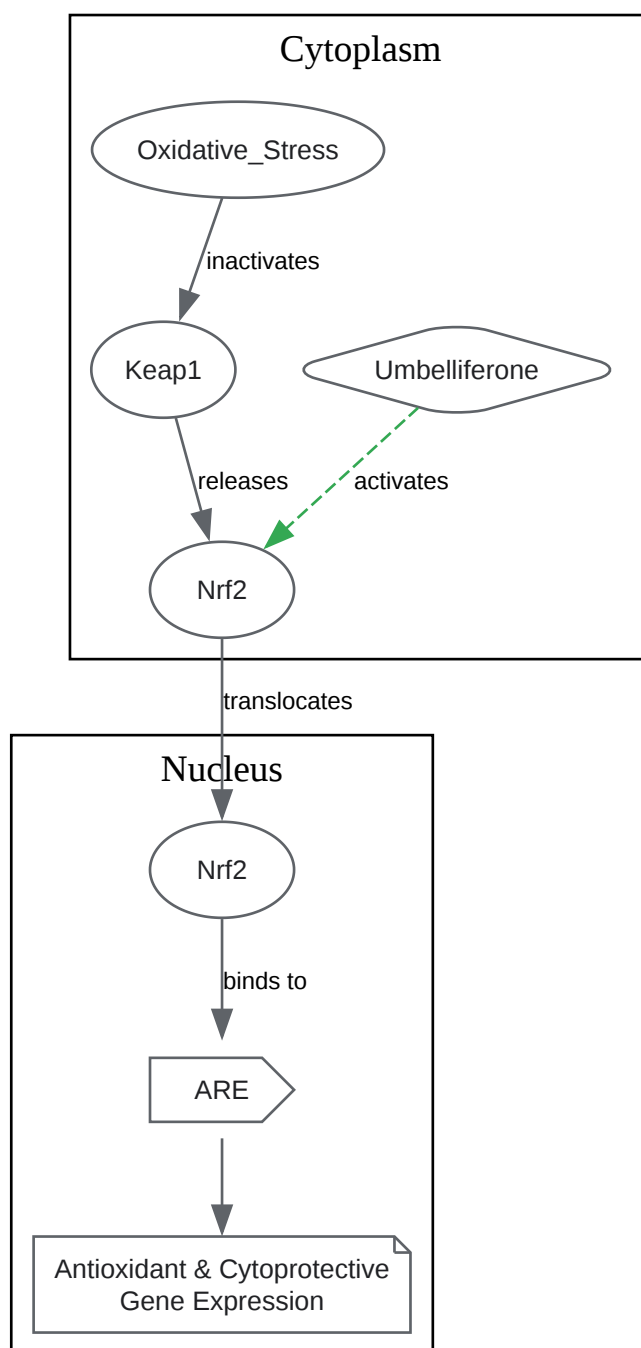 Cytoplasm
Oxidative_Stress
inactivates
Keap1
Umbelliferone
releases
activates
Nrf2
translocates
Nucleus
Nrf2
binds to
ARE
Antioxidant & Cytoprotective
Gene Expression